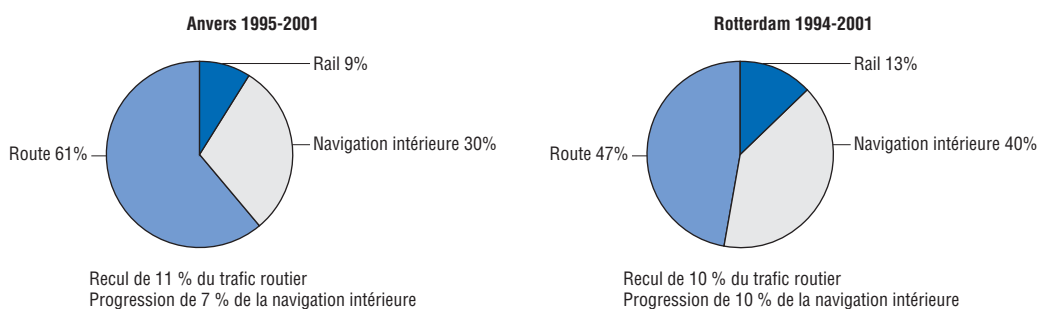 Anvers 1995-2001
Rail 9%
Navigation intérieure 30%
Route 61%
Recul de 11 % du trafic routier
Progression de 7 % de la navigation intérieure
Rotterdam 1994-2001
Rail 13%
Navigation intérieure 40%
Route 47%
Recul de 10 % du trafic routier
Progression de 10 % de la navigation intérieure